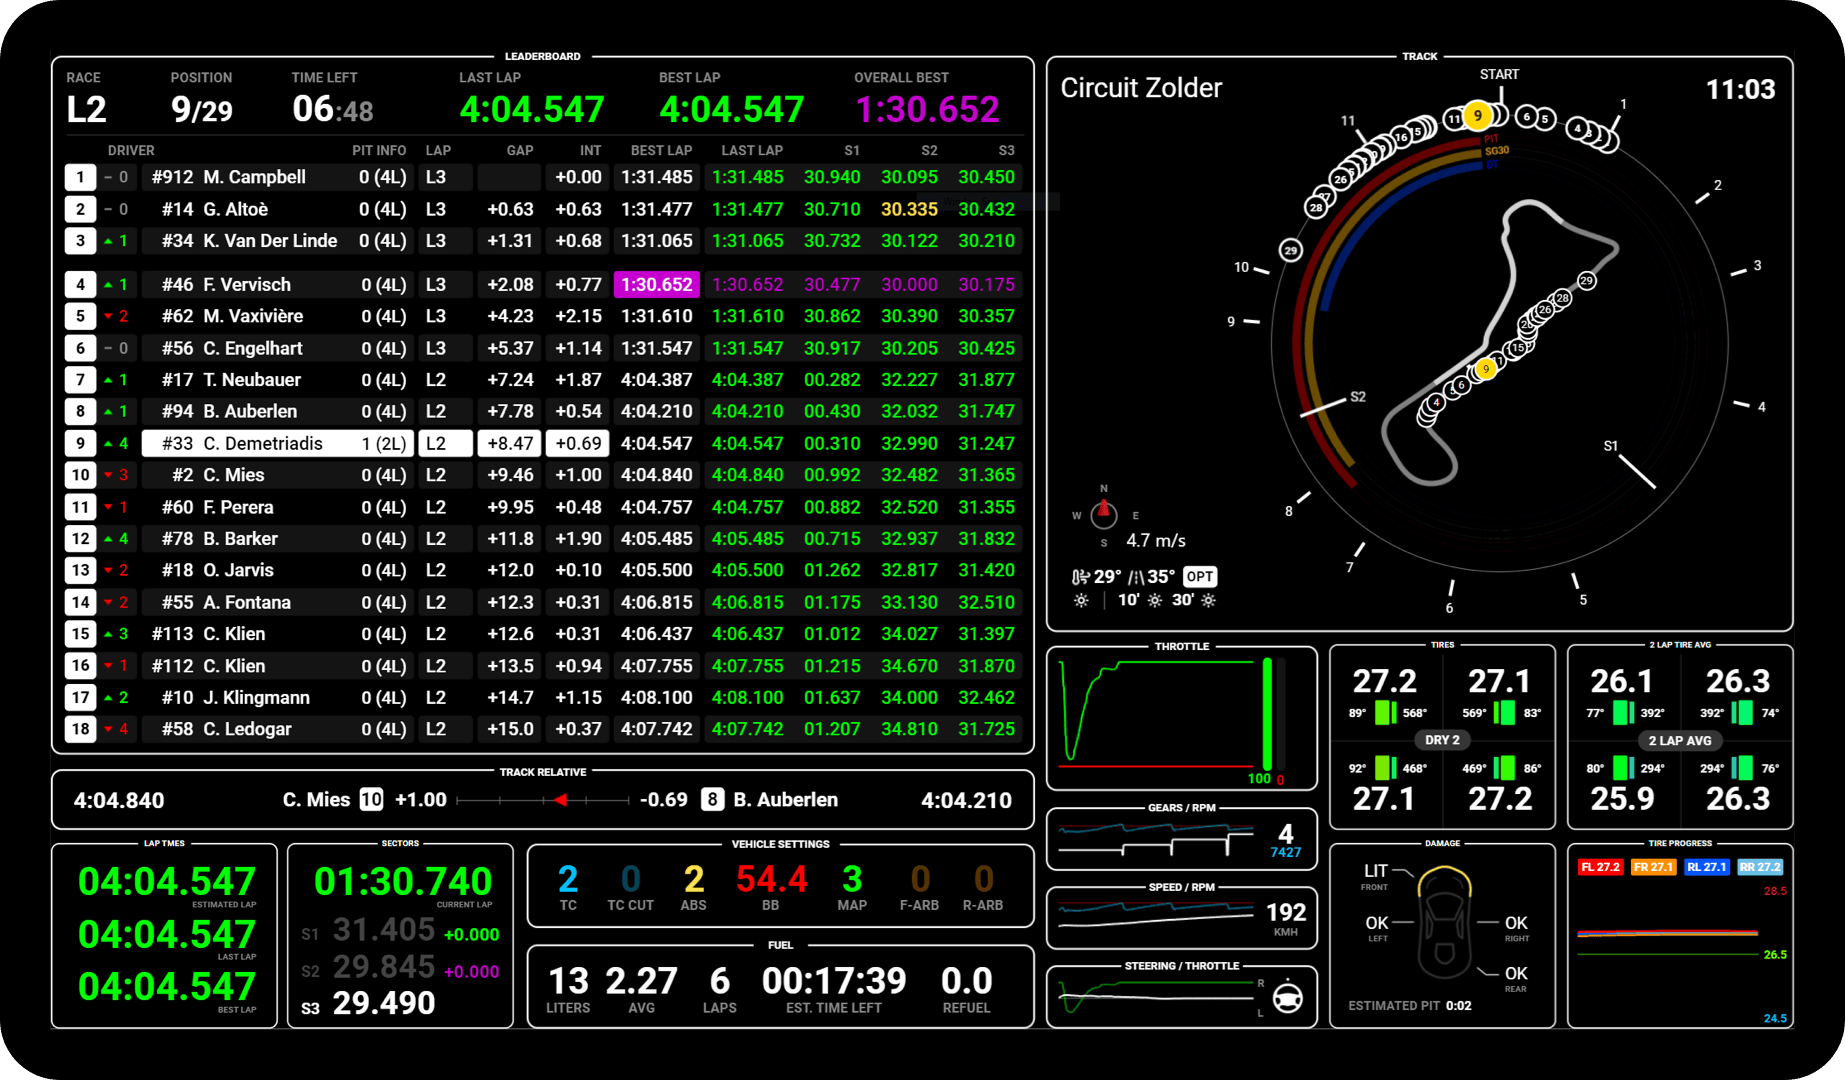 LEADERBOARD
RACE POSITION TIME LEFT LAST LAP BEST LAP OVERALL BEST
L2 9/29 06:48 4:04.547 4:04.547 1:30.652
DRIVER PIT INFO LAP GAP INT BEST LAP LAST LAP S1 S2 S3
1 - 0 #912 M. Campbell 0 (4L) L3 +0.00 1:31.485 1:31.485 30.940 30.095 30.450
2 - 0 #14 G. Altoè 0 (4L) L3 +0.63 +0.63 1:31.477 1:31.477 30.710 30.335 30.432
3 1 #34 K. Van Der Linde 0 (4L) L3 +1.31 +0.68 1:31.065 1:31.065 30.732 30.122 30.210
4 1 #46 F. Vervisch 0 (4L) L3 +2.08 +0.77 1:30.652 1:30.652 30.477 30.000 30.175
5 2 #62 M. Vaxivière 0 (4L) L3 +4.23 +2.15 1:31.610 1:31.610 30.862 30.390 30.357
6 - 0 #56 C. Engelhart 0 (4L) L3 +5.37 +1.14 1:31.547 1:31.547 30.917 30.205 30.425
7 1 #17 T. Neubauer 0 (4L) L2 +7.24 +1.87 4:04.387 4:04.387 00.282 32.227 31.877
8 1 #94 B. Auberlen 0 (4L) L2 +7.78 +0.54 4:04.210 4:04.210 00.430 32.032 31.747
9 4 #33 C. Demetriadis 1 (2L) L2 +8.47 +0.69 4:04.547 4:04.547 00.310 32.990 31.247
10 3 #2 C. Mies 0 (4L) L2 +9.46 +1.00 4:04.840 4:04.840 00.992 32.482 31.365
11 1 #60 F. Perera 0 (4L) L2 +9.95 +0.48 4:04.757 4:04.757 00.882 32.520 31.355
12 4 #78 B. Barker 0 (4L) L2 +11.8 +1.90 4:05.485 4:05.485 00.715 32.937 31.832
13 2 #18 O. Jarvis 0 (4L) L2 +12.0 +0.10 4:05.500 4:05.500 01.262 32.817 31.420
14 2 #55 A. Fontana 0 (4L) L2 +12.3 +0.31 4:06.815 4:06.815 01.175 33.130 32.510
15 3 #113 C. Klien 0 (4L) L2 +12.6 +0.31 4:06.437 4:06.437 01.012 34.027 31.397
16 1 #112 C. Klien 0 (4L) L2 +13.5 +0.94 4:07.755 4:07.755 01.215 34.670 31.870
17 2 #10 J. Klingmann 0 (4L) L2 +14.7 +1.15 4:08.100 4:08.100 01.637 34.000 32.462
18 4 #58 C. Ledogar 0 (4L) L2 +15.0 +0.37 4:07.742 4:07.742 01.207 34.810 31.725
TRACK RELATIVE
4:04.840 C. Mies 10 +1.00 -0.69 8 B. Auberlen 4:04.210
LAP TMES
04:04.547
ESTIMATED LAP
04:04.547
LAST LAP
04:04.547
BEST LAP
SECTORS
01:30.740
CURRENT LAP
S1 31.405 +0.000
S2 29.845 +0.000
S3 29.490
VEHICLE SETTINGS
2 0 2 54.4 3 0 0
TC TC CUT ABS BB MAP F-ARB R-ARB
FUEL
13 2.27 6 00:17:39 0.0
LITERS AVG LAPS EST. TIME LEFT REFUEL
TRACK
Circuit Zolder
START
11:03
1
2
3
4
5
6
7
8
9
10
11
S1
S2
PIT
SG30
DT
9
11
6
5
4
16
15
26
28
29
29
28
26
15
9
6
4
N
W E
S
4.7 m/s
29° 35° OPT
10' 30'
THROTTLE
100 0
GEARS / RPM
4
7427
SPEED / RPM
192
KMH
STEERING / THROTTLE
R
L
TIRES
27.2 27.1
89° 568° 569° 83°
DRY 2
92° 468° 469° 86°
27.1 27.2
2 LAP TIRE AVG
26.1 26.3
77° 392° 392° 74°
2 LAP AVG
80° 294° 294° 76°
25.9 26.3
DAMAGE
LIT
FRONT
OK OK
LEFT RIGHT
OK
REAR
ESTIMATED PIT 0:02
TIRE PROGRESS
FL 27.2 FR 27.1 RL 27.1 RR 27.2
28.5
26.5
24.5